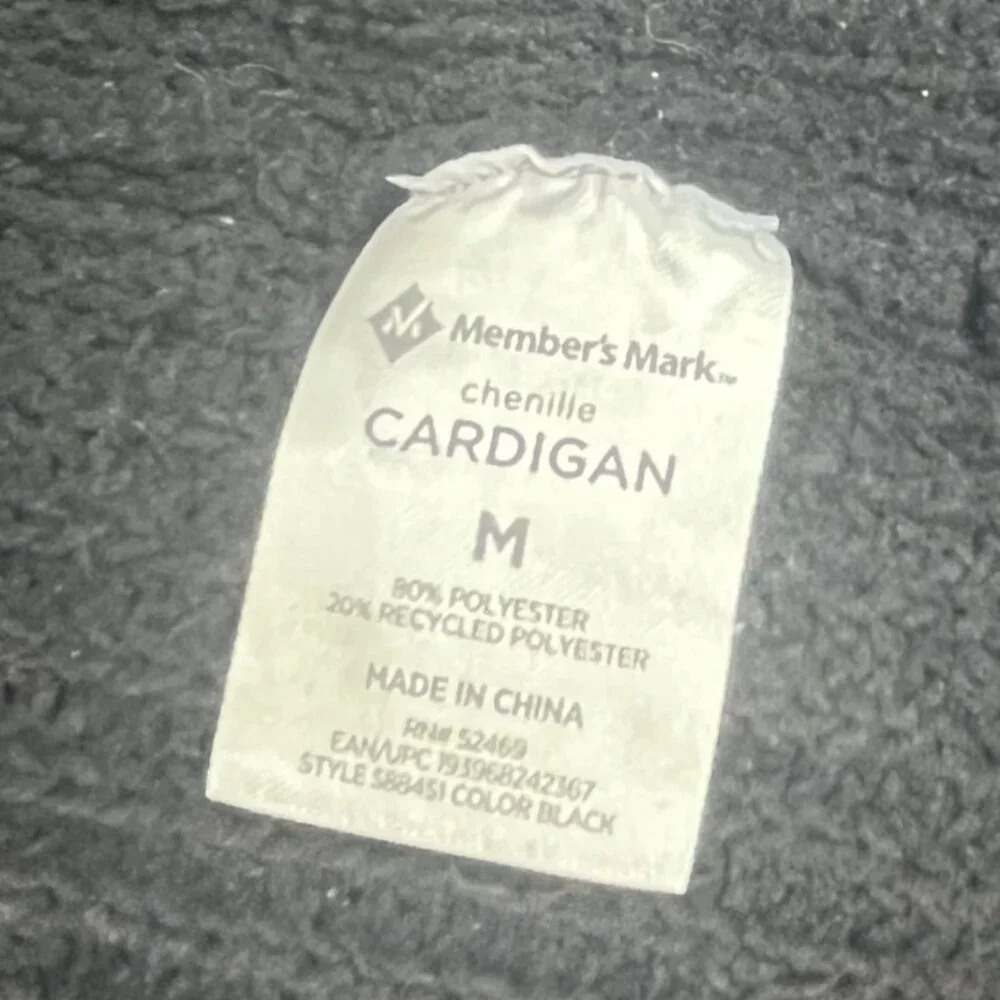 Member's Mark™
chenille
CARDIGAN
M
80% POLYESTER
20% RECYCLED POLYESTER
MADE IN CHINA
RN# 52469
EAN/UPC 193968242367
STYLE S88451 COLOR BLACK